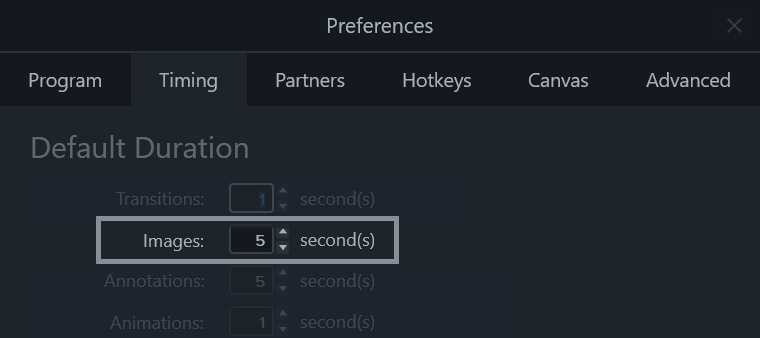 Preferences
Program Timing Partners Hotkeys Canvas Advanced
Default Duration
Transitions: 1 second(s)
Images: 5 second(s)
Annotations: 5 second(s)
Animations: 1 second(s)